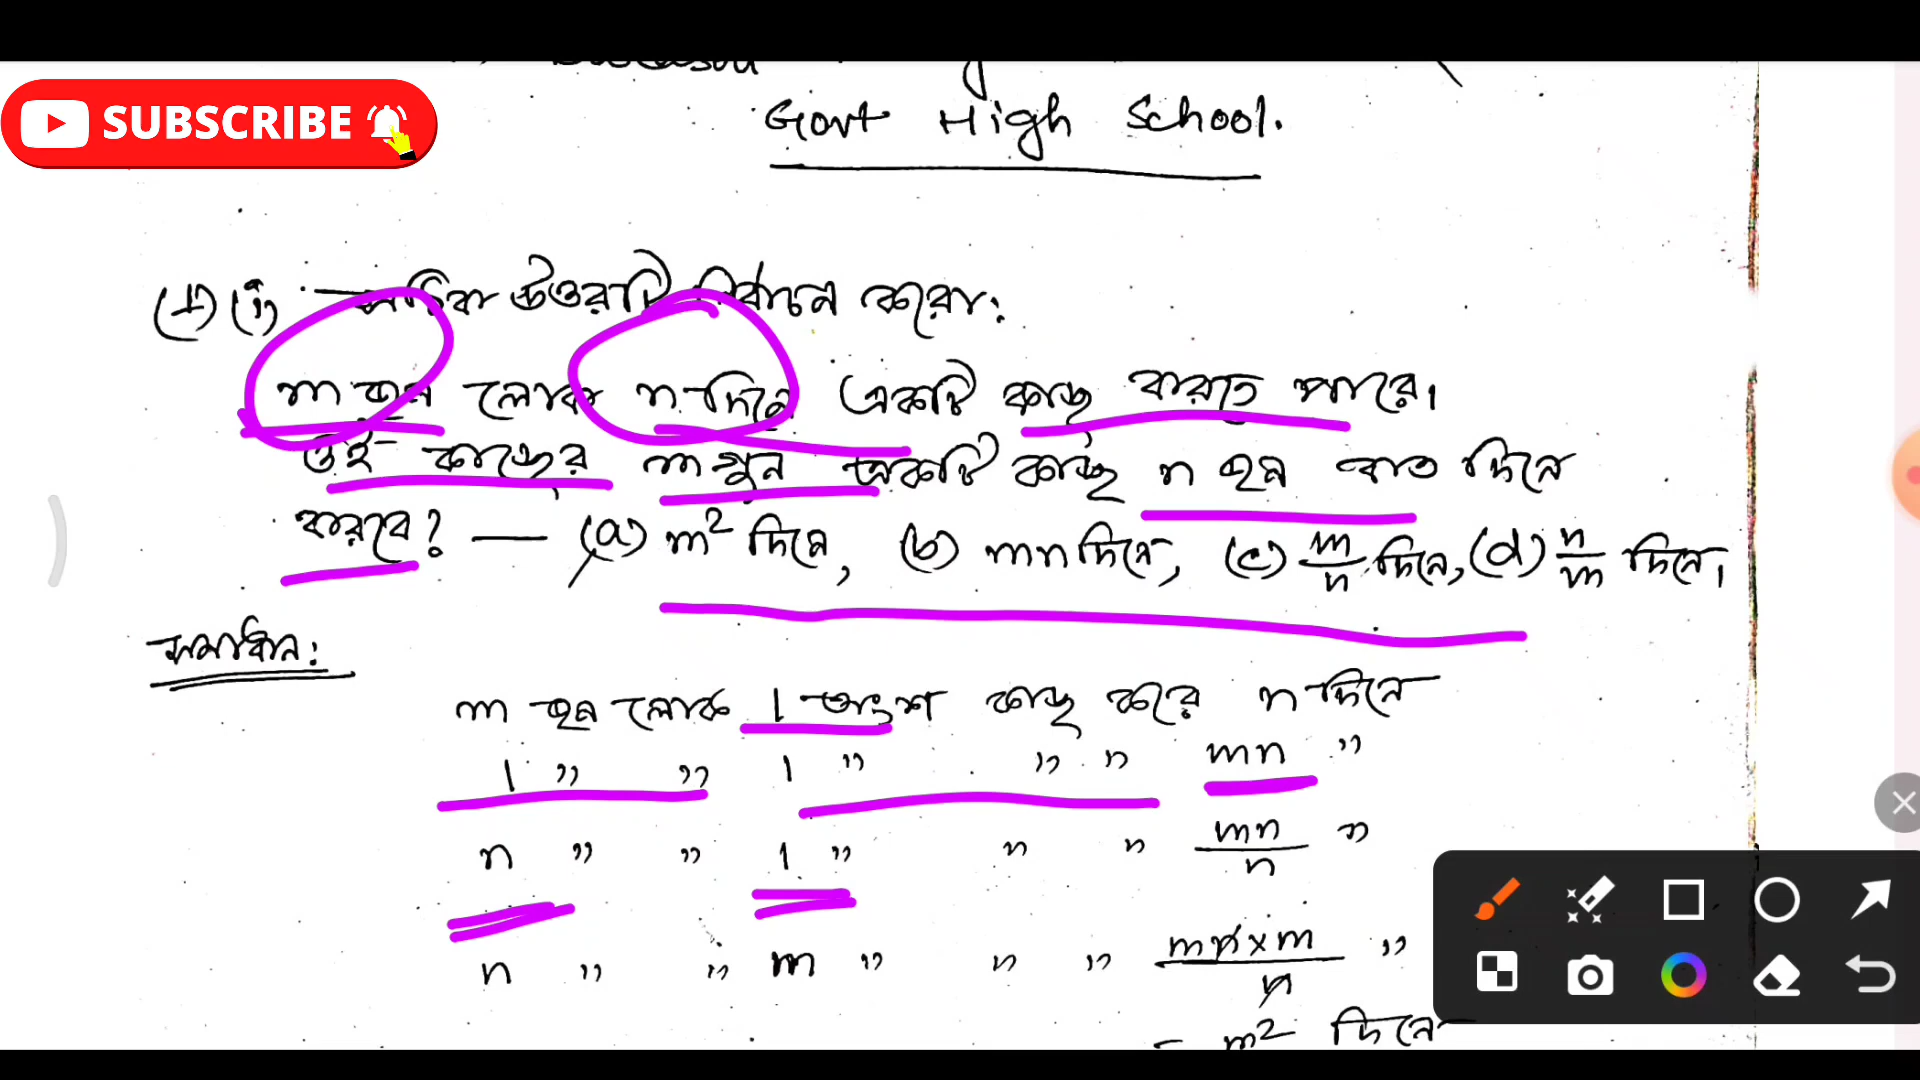 SUBSCRIBE
Govt High School.
(1) (i) সঠিক উত্তরটি নির্বাচন করো:
m জন লোক n দিনে একটি কাজ করতে পারে।
ওই কাজের m গুন একটি কাজ n জন কত দিনে
করবে? — (a) m² দিনে, (b) mn দিনে, (c) m/n দিনে, (d) n/m দিনে।
সমাধান:
m জন লোক 1 অংশ কাজ করে n দিনে
1 " " 1 " " " mn "
n " " 1 " " " mn/n "
n " " m " " " mn×m/n "
= m² দিনে